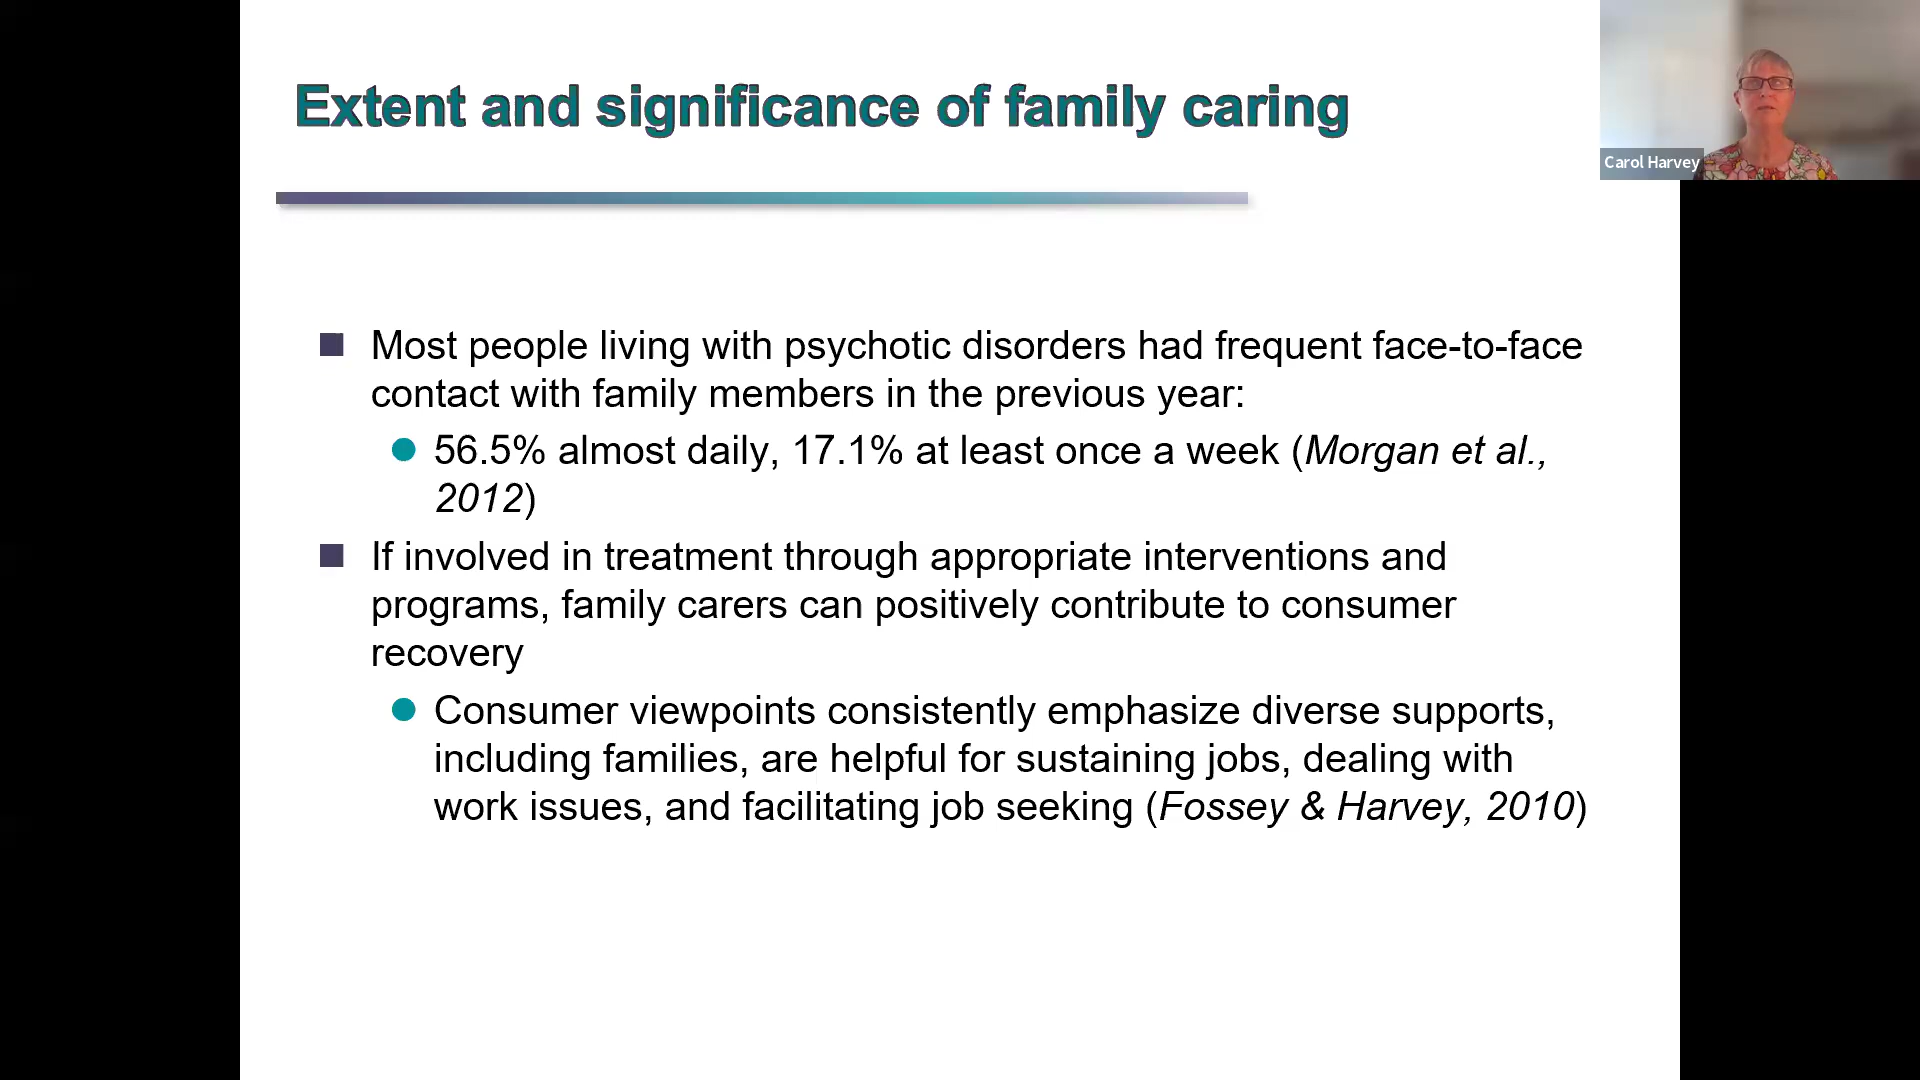 Extent and significance of family caring
Carol Harvey
Most people living with psychotic disorders had frequent face-to-face
contact with family members in the previous year:
56.5% almost daily, 17.1% at least once a week (Morgan et al.,
2012)
If involved in treatment through appropriate interventions and
programs, family carers can positively contribute to consumer
recovery
Consumer viewpoints consistently emphasize diverse supports,
including families, are helpful for sustaining jobs, dealing with
work issues, and facilitating job seeking (Fossey & Harvey, 2010)